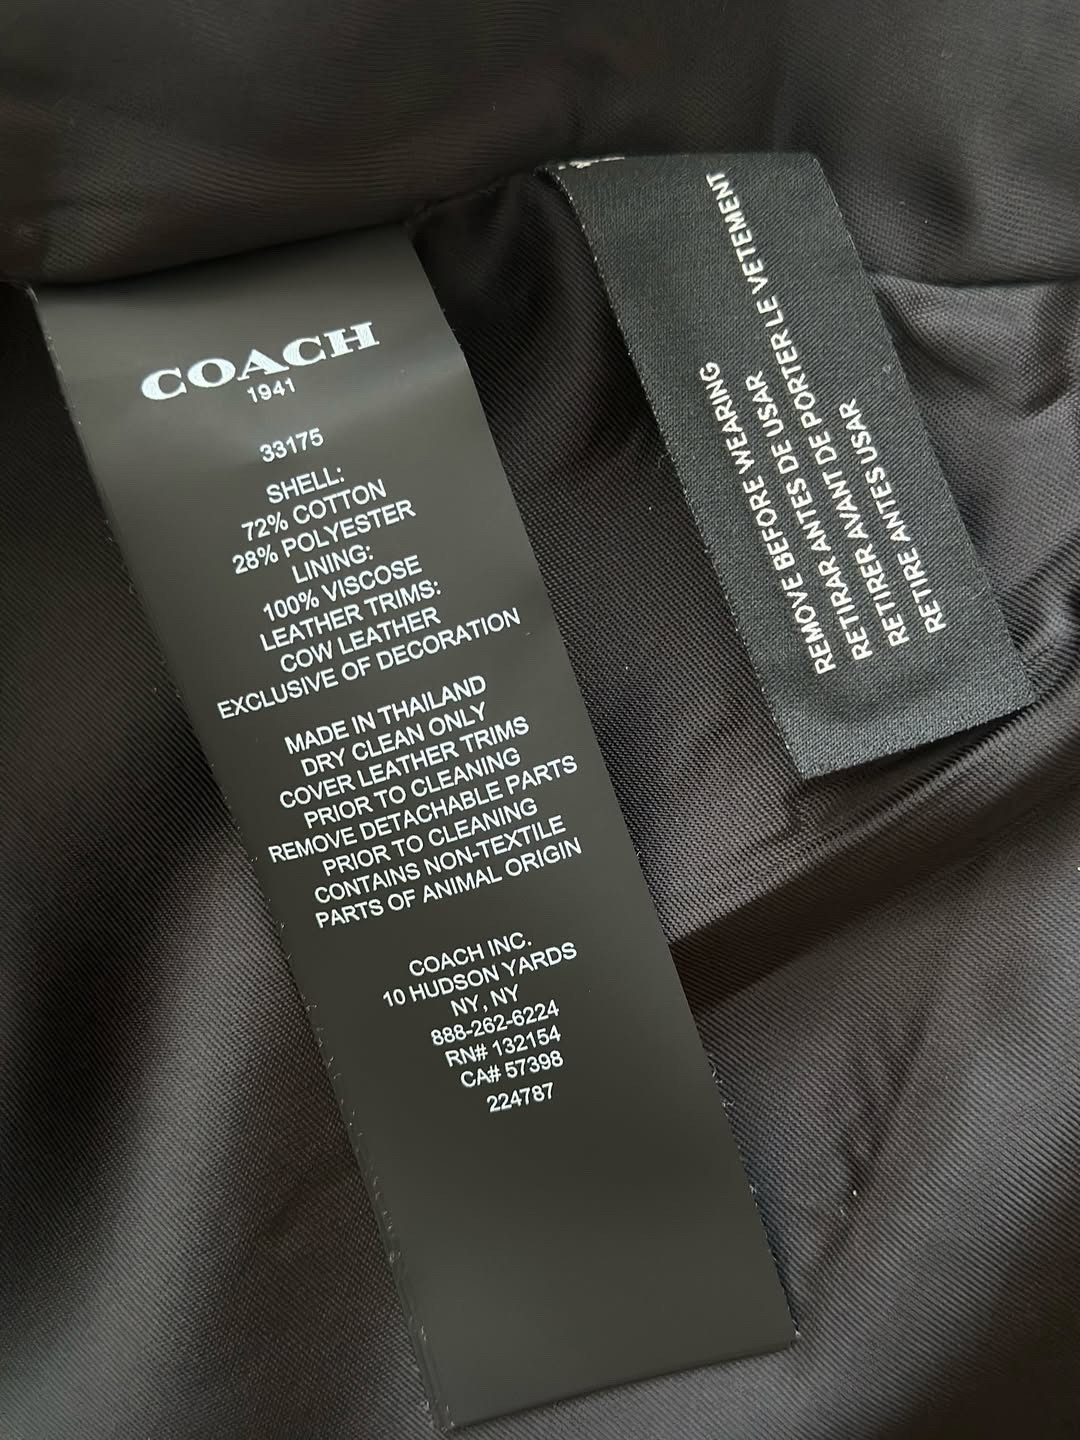 COACH
1941
33175
SHELL:
72% COTTON
28% POLYESTER
LINING:
100% VISCOSE
LEATHER TRIMS:
COW LEATHER
EXCLUSIVE OF DECORATION
MADE IN THAILAND
DRY CLEAN ONLY
COVER LEATHER TRIMS
PRIOR TO CLEANING
REMOVE DETACHABLE PARTS
PRIOR TO CLEANING
CONTAINS NON-TEXTILE
PARTS OF ANIMAL ORIGIN
COACH INC.
10 HUDSON YARDS
NY, NY
888-262-6224
RN# 132154
CA# 57398
224787
REMOVE BEFORE WEARING
RETIRAR ANTES DE USAR
RETIRER AVANT DE PORTER LE VETEMENT
RETIRE ANTES USAR